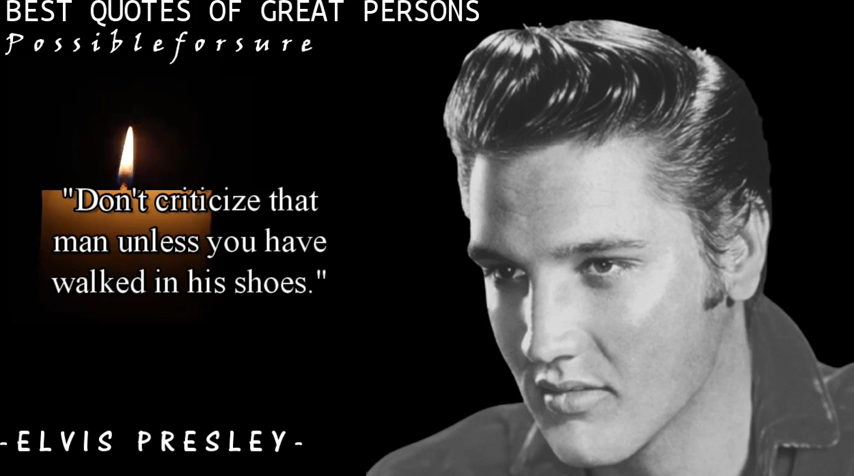 BEST QUOTES OF GREAT PERSONS
Possibleforsure
"Don't criticize that
man unless you have
walked in his shoes."
-ELVIS PRESLEY-